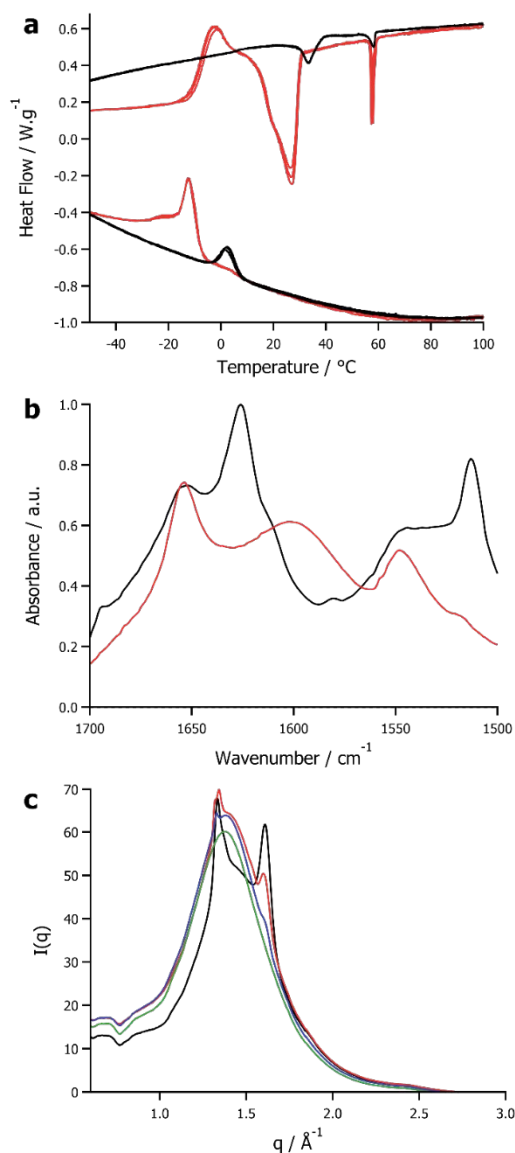 a
0.6
0.4
0.2
0.0
-0.2
-0.4
-0.6
-0.8
-1.0
Heat Flow / W.g⁻¹
-40 -20 0 20 40 60 80 100
Temperature / °C
b
1.0
0.8
0.6
0.4
0.2
0.0
Absorbance / a.u.
1700 1650 1600 1550 1500
Wavenumber / cm⁻¹
c
70
60
50
40
30
20
10
0
I(q)
1.0 1.5 2.0 2.5 3.0
q / Å⁻¹